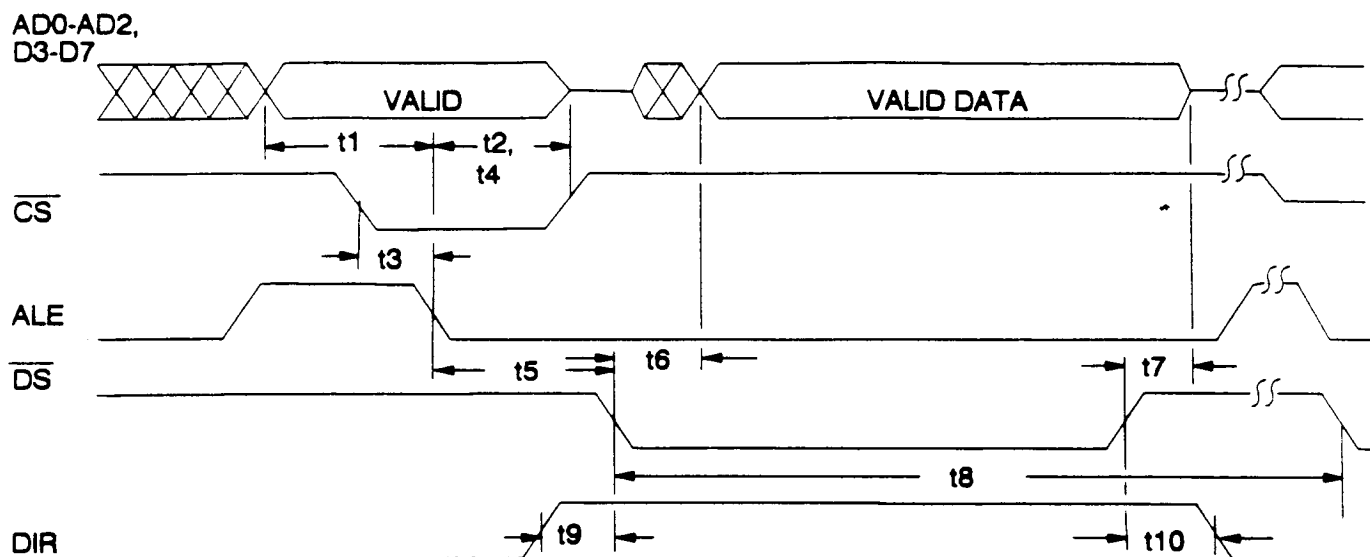 AD0-AD2,
D3-D7
VALID
VALID DATA
t1
t2,
t4
CS
t3
ALE
t5
t6
t7
DS
t8
DIR
t9
t10